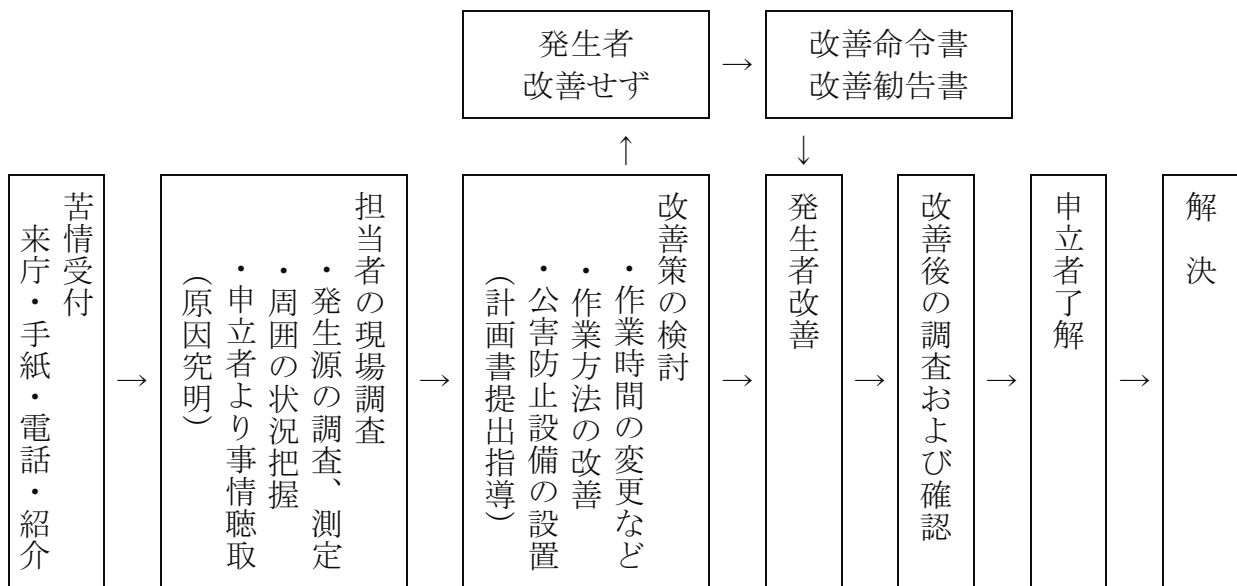 発生者
改善せず
→
改善命令書
改善勧告書
↑
↓
苦情受付
来庁・手紙・電話・紹介
→
担当者の現場調査
・発生源の調査、測定
・周囲の状況把握
・申立者より事情聴取
(原因究明)
→
改善策の検討
・作業時間の変更など
・作業方法の改善
・公害防止設備の設置
(計画書提出指導)
→
発生者改善
→
改善後の調査および確認
→
申立者了解
→
解決